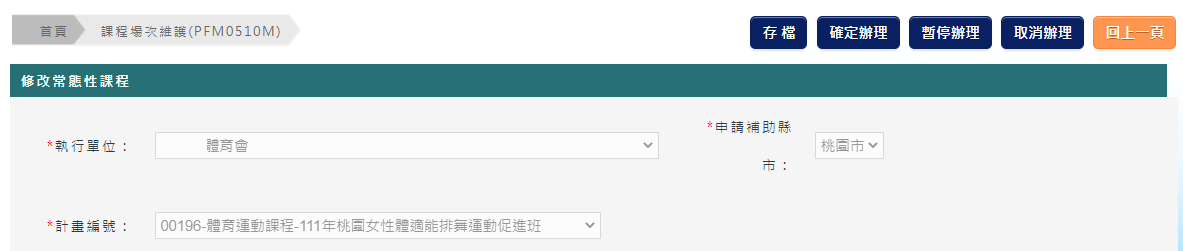 首頁 課程場次維護(PFM0510M) 存 檔 確定辦理 暫停辦理 取消辦理 回上一頁
修改常態性課程
*執行單位： 體育會 *申請補助縣市： 桃園市
*計畫編號： 00196-體育運動課程-111年桃園女性體適能排舞運動促進班